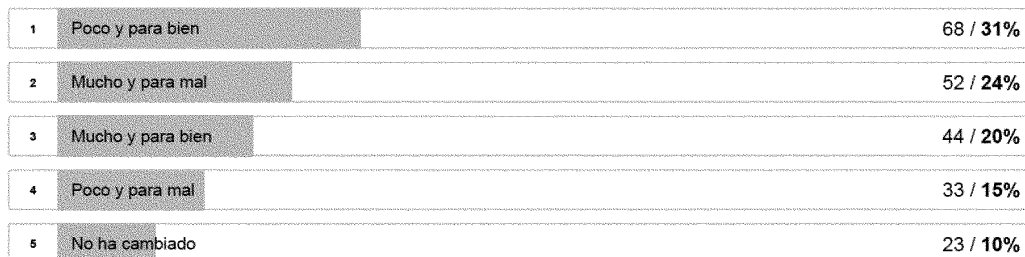 1 Poco y para bien 68 / 31%
2 Mucho y para mal 52 / 24%
3 Mucho y para bien 44 / 20%
4 Poco y para mal 33 / 15%
5 No ha cambiado 23 / 10%